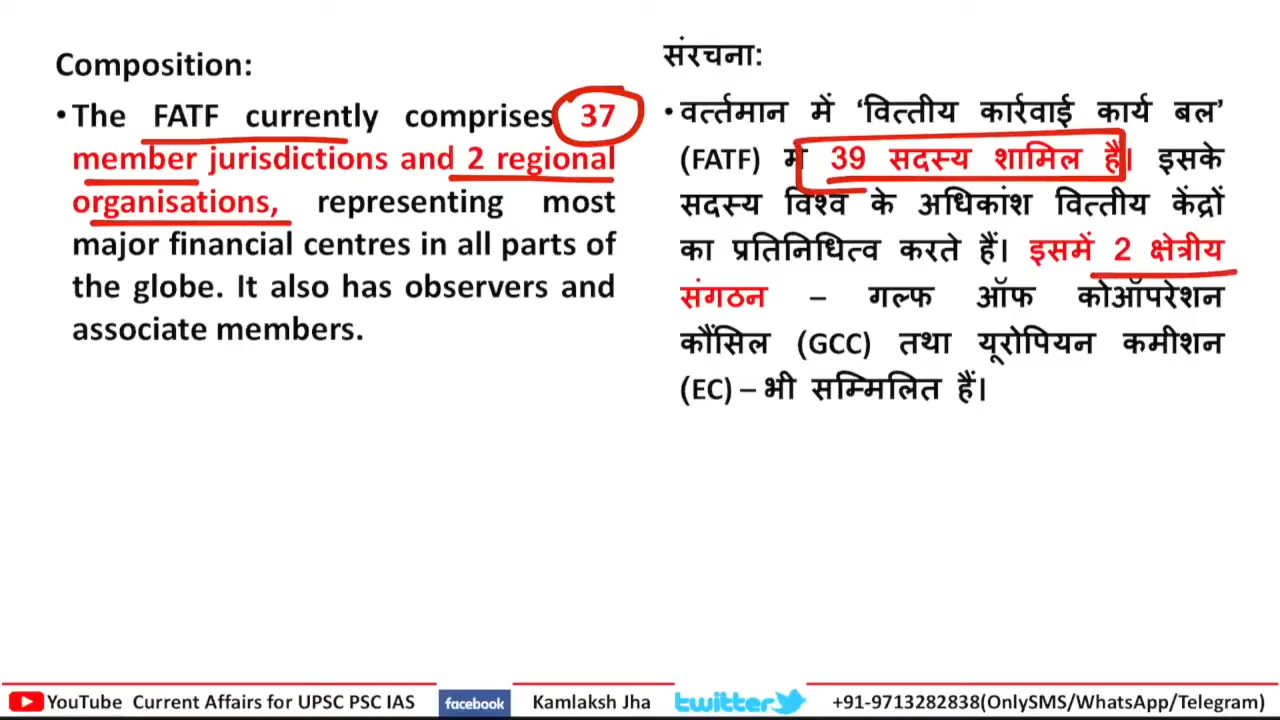 Composition:
• The FATF currently comprises 37
member jurisdictions and 2 regional
organisations, representing most
major financial centres in all parts of
the globe. It also has observers and
associate members.
संरचना:
• वर्त्तमान में ‘वित्तीय कार्रवाई कार्य बल’
(FATF) में 39 सदस्य शामिल हैं। इसके
सदस्य विश्व के अधिकांश वित्तीय केंद्रों
का प्रतिनिधित्व करते हैं। इसमें 2 क्षेत्रीय
संगठन – गल्फ ऑफ कोऑपरेशन
कौंसिल (GCC) तथा यूरोपियन कमीशन
(EC) – भी सम्मिलित हैं।
YouTube Current Affairs for UPSC PSC IAS facebook Kamlaksh Jha twitter +91-9713282838(OnlySMS/WhatsApp/Telegram)